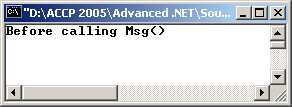 "D:\ACCP 2005\Advanced .NET\Sou...
Before calling Msg()